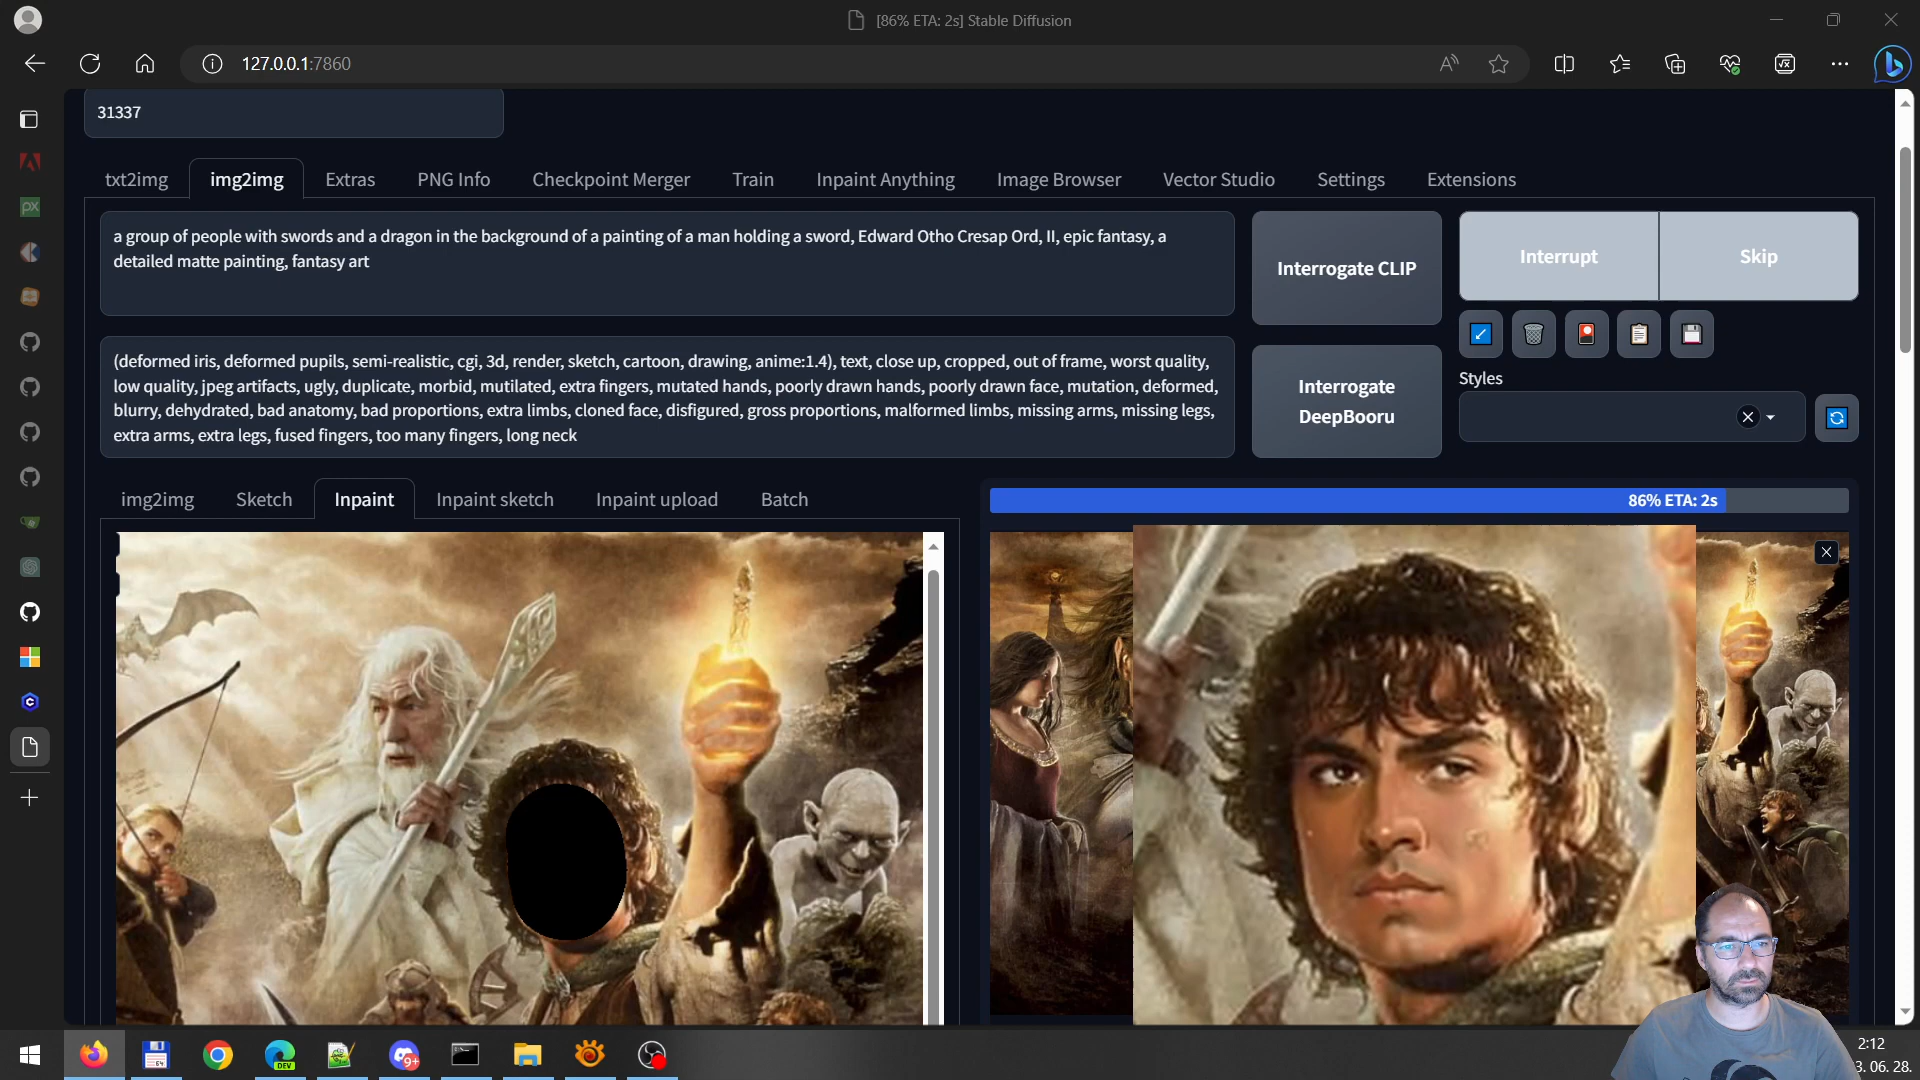 [86% ETA: 2s] Stable Diffusion
127.0.0.1:7860
31337
txt2img
img2img
Extras
PNG Info
Checkpoint Merger
Train
Inpaint Anything
Image Browser
Vector Studio
Settings
Extensions
a group of people with swords and a dragon in the background of a painting of a man holding a sword, Edward Otho Cresap Ord, II, epic fantasy, a
detailed matte painting, fantasy art
Interrogate CLIP
Interrupt
Skip
(deformed iris, deformed pupils, semi-realistic, cgi, 3d, render, sketch, cartoon, drawing, anime:1.4), text, close up, cropped, out of frame, worst quality,
low quality, jpeg artifacts, ugly, duplicate, morbid, mutilated, extra fingers, mutated hands, poorly drawn hands, poorly drawn face, mutation, deformed,
blurry, dehydrated, bad anatomy, bad proportions, extra limbs, cloned face, disfigured, gross proportions, malformed limbs, missing arms, missing legs,
extra arms, extra legs, fused fingers, too many fingers, long neck
Interrogate
DeepBooru
Styles
img2img
Sketch
Inpaint
Inpaint sketch
Inpaint upload
Batch
86% ETA: 2s
px
64
DEV
9+
2:12
3. 06. 28.